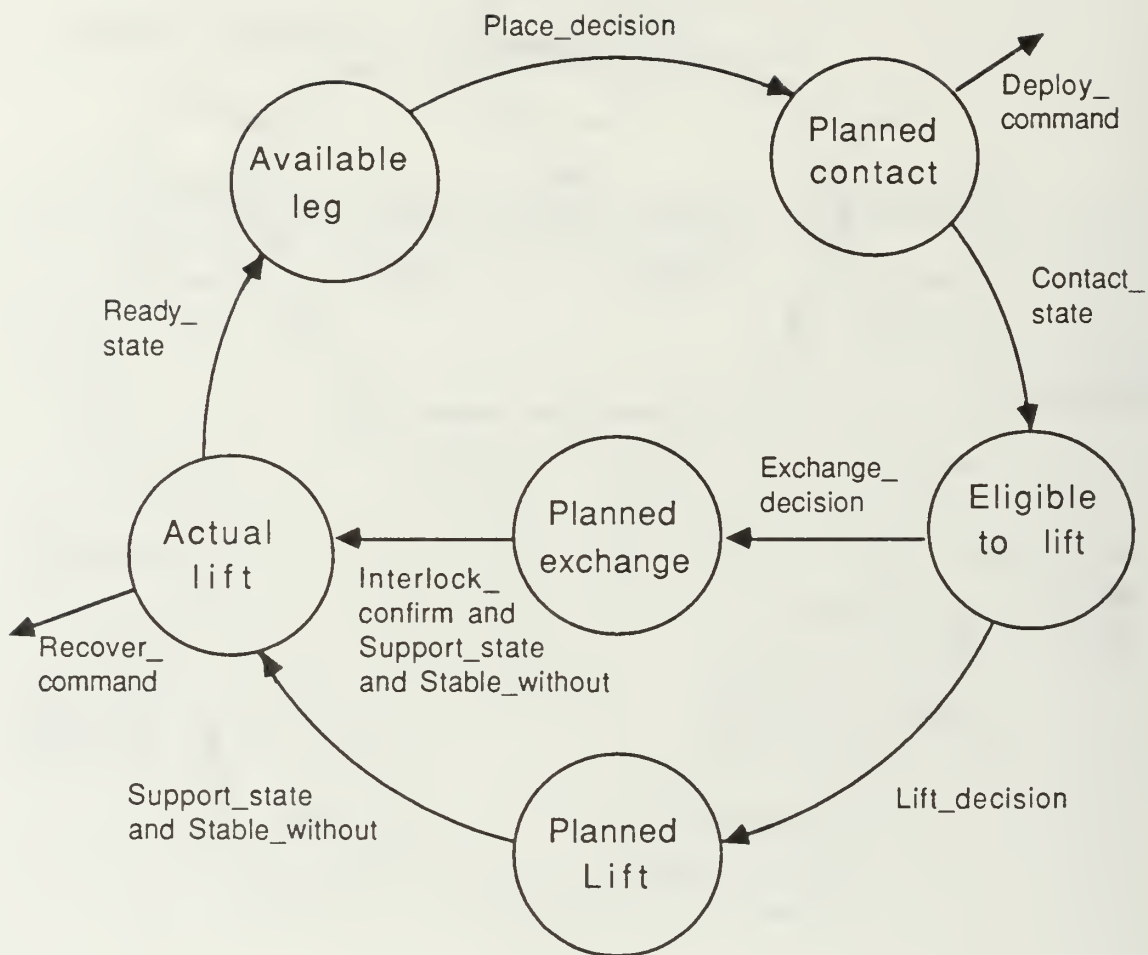 Place_decision
Deploy_
command
Available
leg
Planned
contact
Ready_
state
Contact_
state
Actual
lift
Planned
exchange
Exchange_
decision
Eligible
to lift
Interlock_
confirm and
Support_state
and Stable_without
Recover_
command
Support_state
and Stable_without
Planned
Lift
Lift_decision